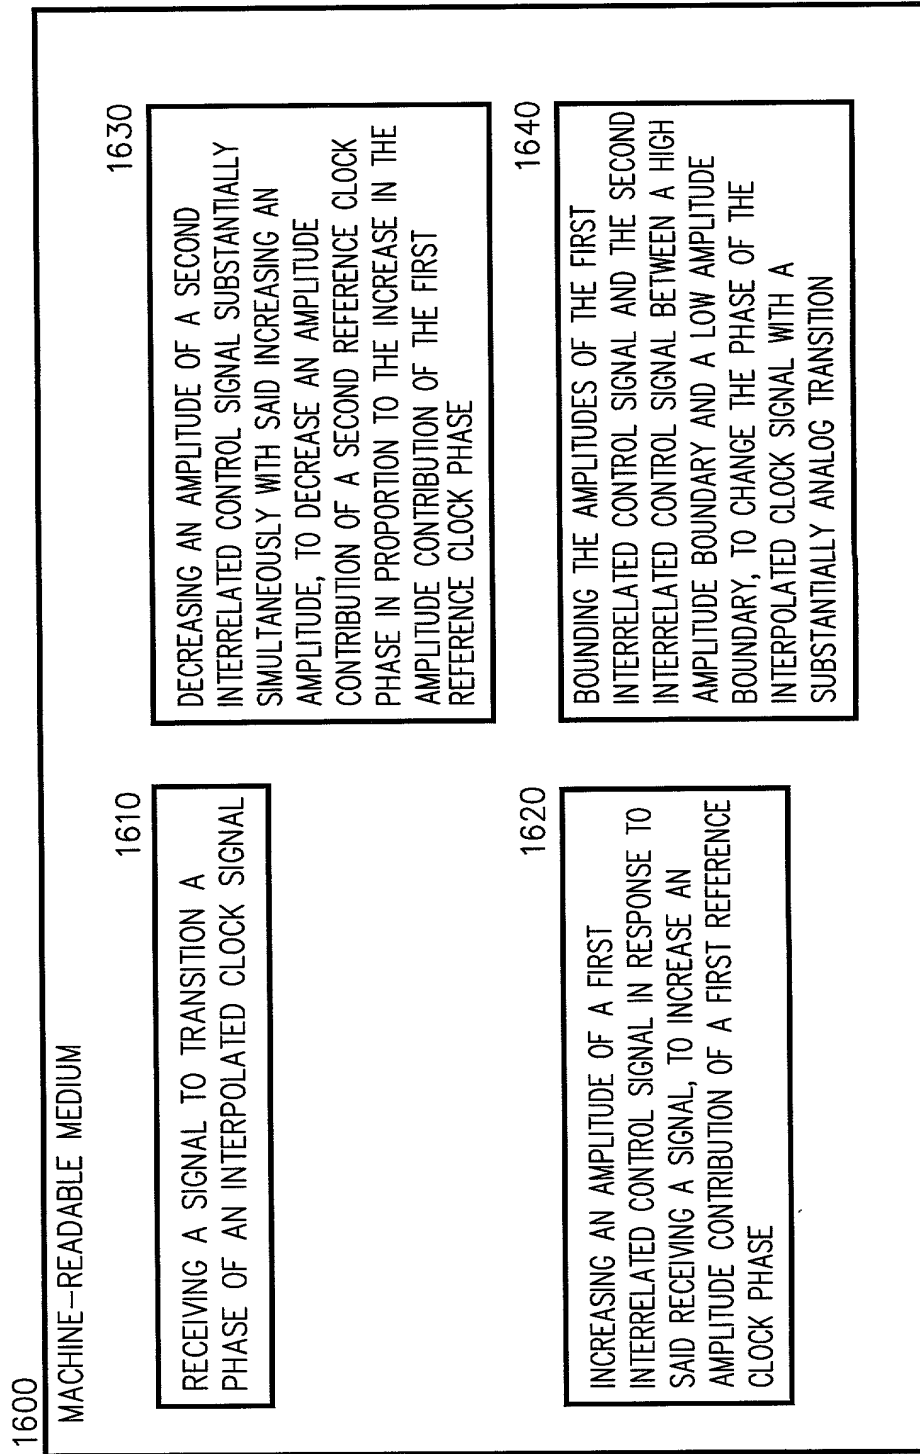 1600
MACHINE-READABLE MEDIUM
1610
RECEIVING A SIGNAL TO TRANSITION A
PHASE OF AN INTERPOLATED CLOCK SIGNAL
1620
INCREASING AN AMPLITUDE OF A FIRST
INTERRELATED CONTROL SIGNAL IN RESPONSE TO
SAID RECEIVING A SIGNAL, TO INCREASE AN
AMPLITUDE CONTRIBUTION OF A FIRST REFERENCE
CLOCK PHASE
1630
DECREASING AN AMPLITUDE OF A SECOND
INTERRELATED CONTROL SIGNAL SUBSTANTIALLY
SIMULTANEOUSLY WITH SAID INCREASING AN
AMPLITUDE, TO DECREASE AN AMPLITUDE
CONTRIBUTION OF A SECOND REFERENCE CLOCK
PHASE IN PROPORTION TO THE INCREASE IN THE
AMPLITUDE CONTRIBUTION OF THE FIRST
REFERENCE CLOCK PHASE
1640
BOUNDING THE AMPLITUDES OF THE FIRST
INTERRELATED CONTROL SIGNAL AND THE SECOND
INTERRELATED CONTROL SIGNAL BETWEEN A HIGH
AMPLITUDE BOUNDARY AND A LOW AMPLITUDE
BOUNDARY, TO CHANGE THE PHASE OF THE
INTERPOLATED CLOCK SIGNAL WITH A
SUBSTANTIALLY ANALOG TRANSITION